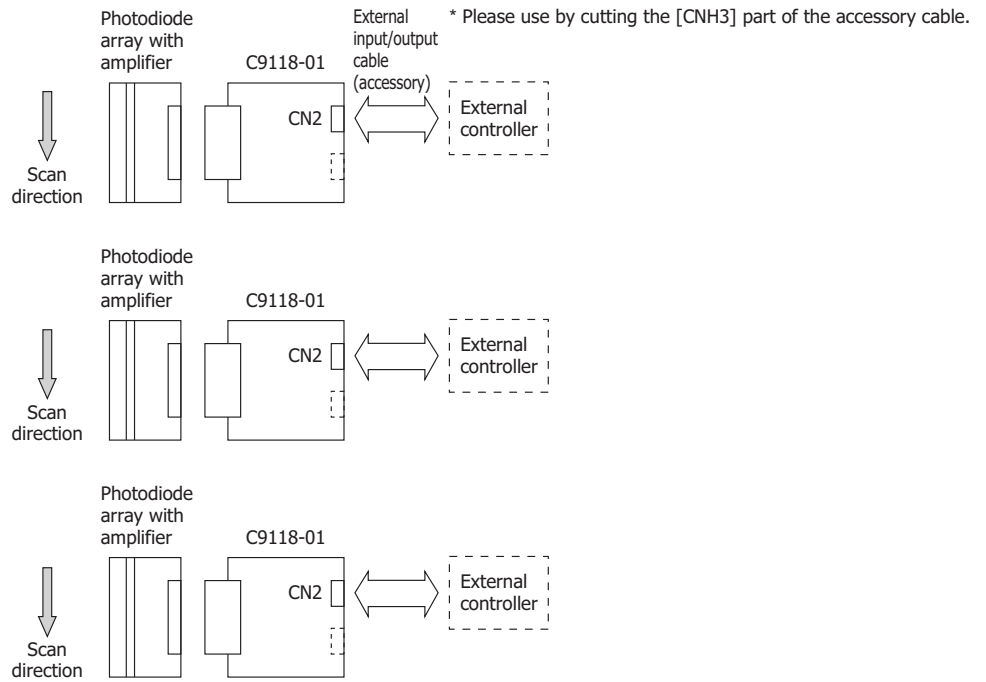 Photodiode
array with
amplifier
C9118-01
External
input/output
cable
(accessory)
* Please use by cutting the [CNH3] part of the accessory cable.
CN2
External
controller
Scan
direction
Photodiode
array with
amplifier
C9118-01
CN2
External
controller
Scan
direction
Photodiode
array with
amplifier
C9118-01
CN2
External
controller
Scan
direction